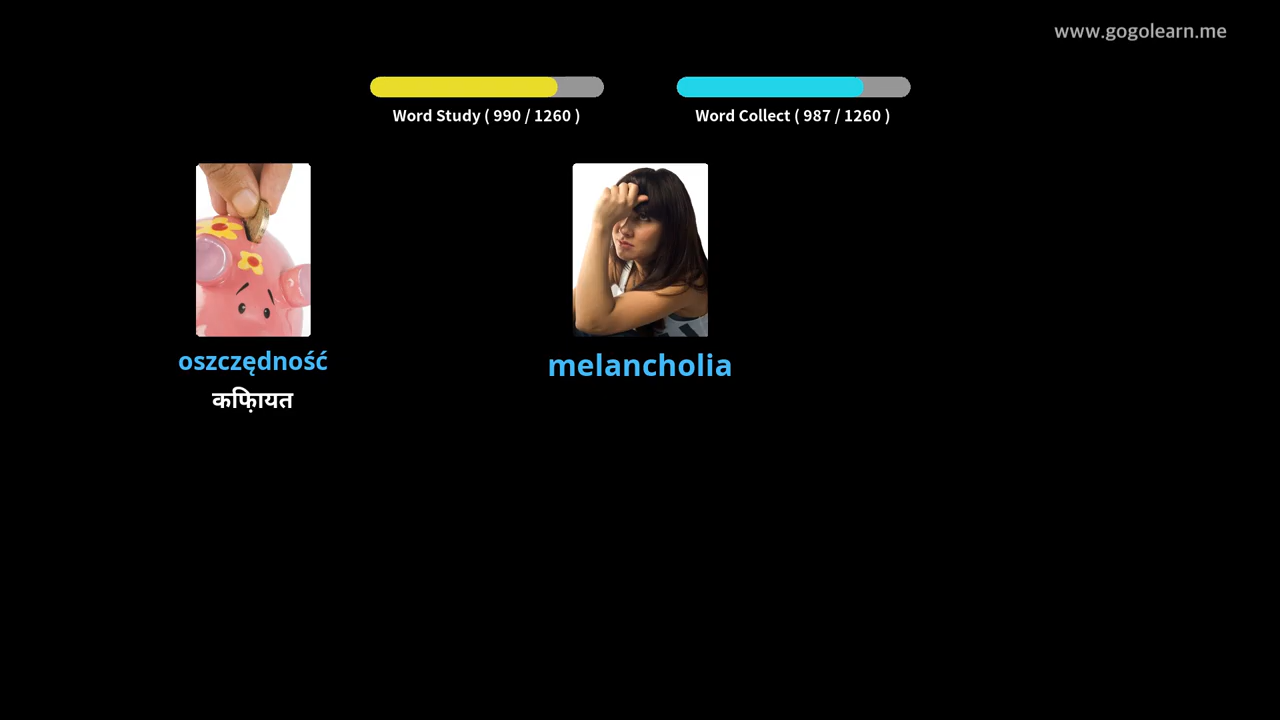 www.gogolearn.me
Word Study ( 990 / 1260 )
Word Collect ( 987 / 1260 )
oszczędność
कफ़ियत
melancholia